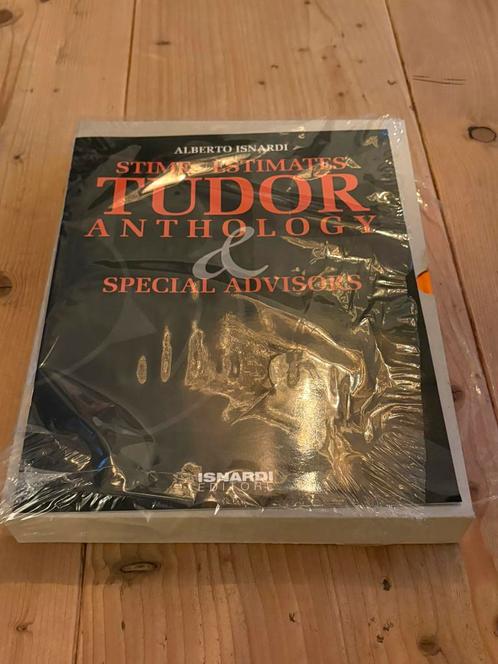 ALBERTO ISNARDI
STIME - ESTIMATES
TUDOR
ANTHOLOGY
&
SPECIAL ADVISORS
ISNARDI
EDITORE